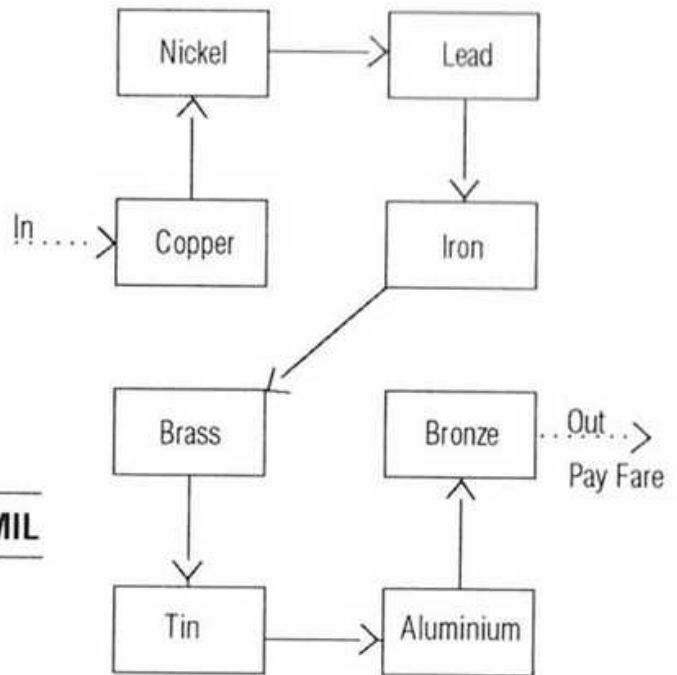 Nickel
Lead
In
Copper
Iron
Brass
Bronze
Out
Pay Fare
MIL
Tin
Aluminium